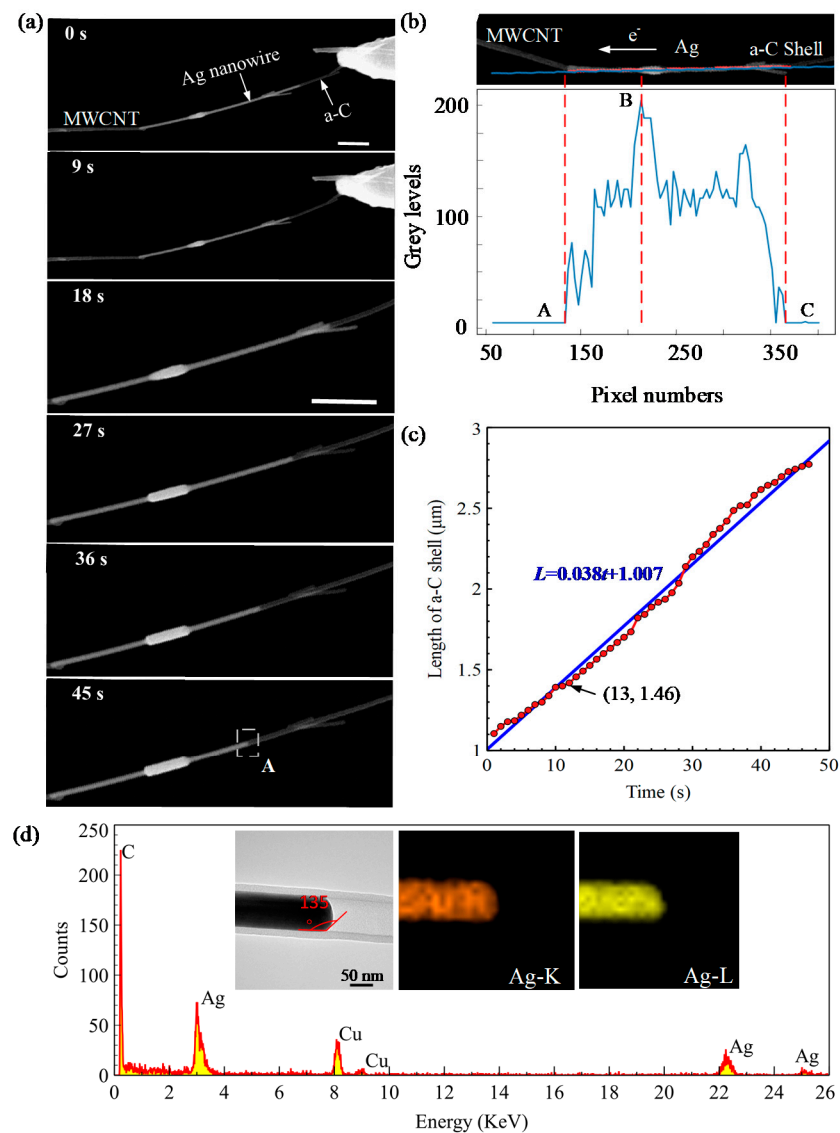 (a)
0 s
Ag nanowire
a-C
MWCNT
9 s
18 s
27 s
36 s
45 s
A
(b)
MWCNT
e-
Ag
a-C Shell
200
100
0
Grey levels
A
B
C
50
150
250
350
Pixel numbers
(c)
3
2.5
2
1.5
1
Length of a-C shell (μm)
L=0.038t+1.007
(13, 1.46)
0
10
20
30
40
50
Time (s)
(d)
250
200
150
100
50
0
Counts
C
Ag
Cu
Cu
Ag
Ag
135
°
50 nm
Ag-K
Ag-L
0
2
4
6
8
10
12
14
16
18
20
22
24
26
Energy (KeV)